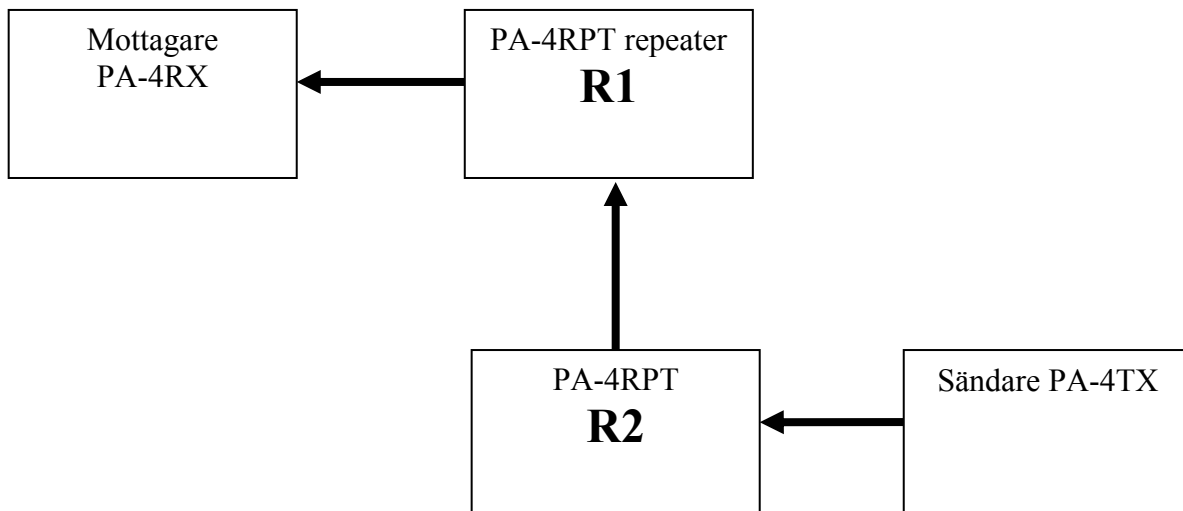 Mottagare
PA-4RX
PA-4RPT repeater
R1
PA-4RPT
R2
Sändare PA-4TX